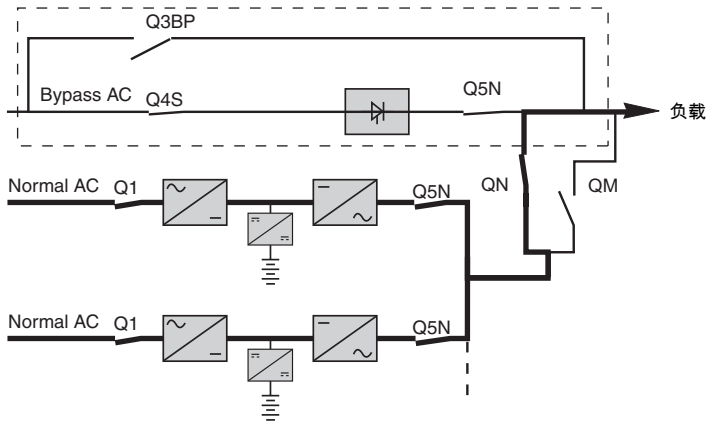 Q3BP
Bypass AC
Q4S
Q5N
负载
Normal AC
Q1
Q5N
QN
QM
Normal AC
Q1
Q5N